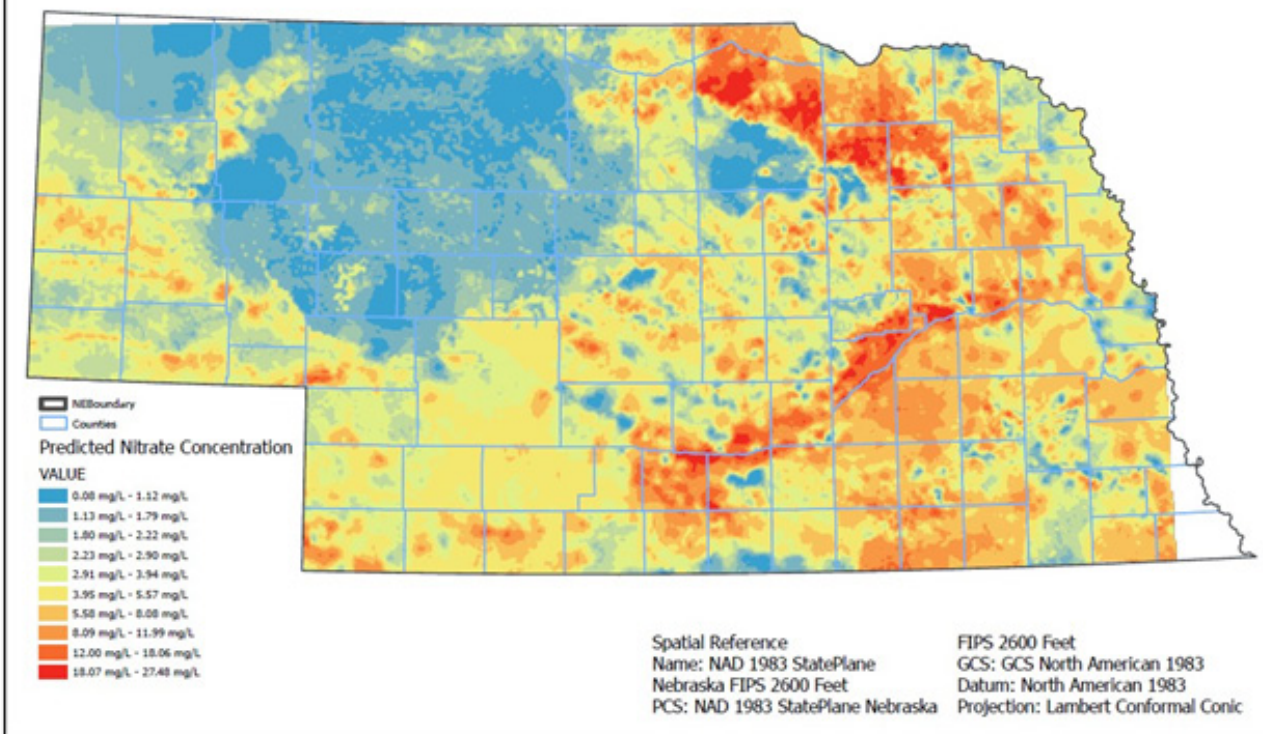 NEBoundary
Counties
Predicted Nitrate Concentration
VALUE
0.08 mg/L - 1.12 mg/L
1.13 mg/L - 1.79 mg/L
1.80 mg/L - 2.22 mg/L
2.23 mg/L - 2.90 mg/L
2.91 mg/L - 3.94 mg/L
3.95 mg/L - 5.57 mg/L
5.58 mg/L - 8.08 mg/L
8.09 mg/L - 11.99 mg/L
12.00 mg/L - 18.06 mg/L
18.07 mg/L - 27.48 mg/L
Spatial Reference
Name: NAD 1983 StatePlane
Nebraska FIPS 2600 Feet
PCS: NAD 1983 StatePlane Nebraska
FIPS 2600 Feet
GCS: GCS North American 1983
Datum: North American 1983
Projection: Lambert Conformal Conic